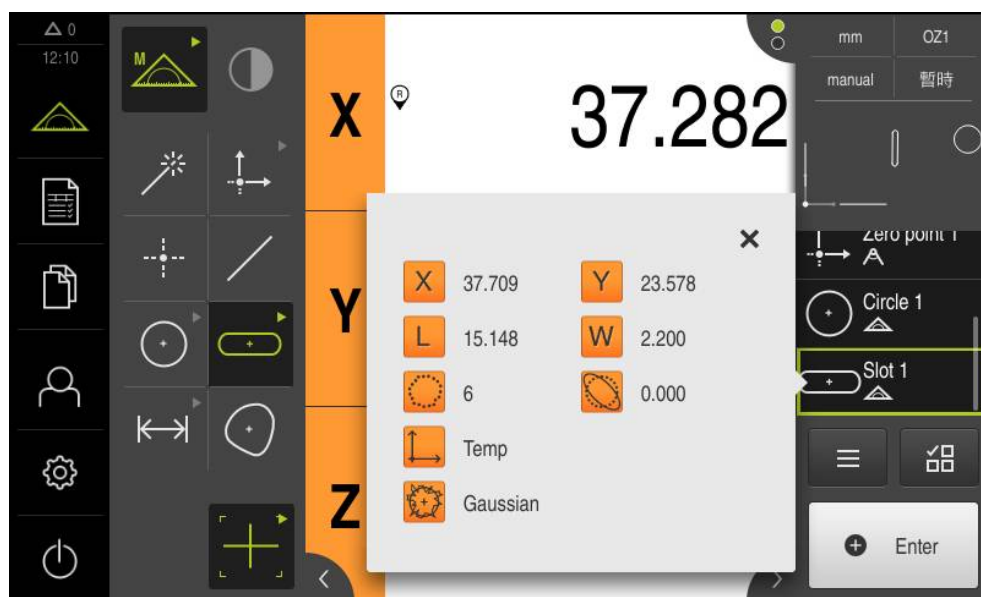 0
12:10
M
X
R
37.282
mm
OZ1
manual
暫時
Zero point 1
Y
X 37.709
Y 23.578
L 15.148
W 2.200
6
0.000
Temp
Gaussian
Circle 1
Slot 1
Z
Enter